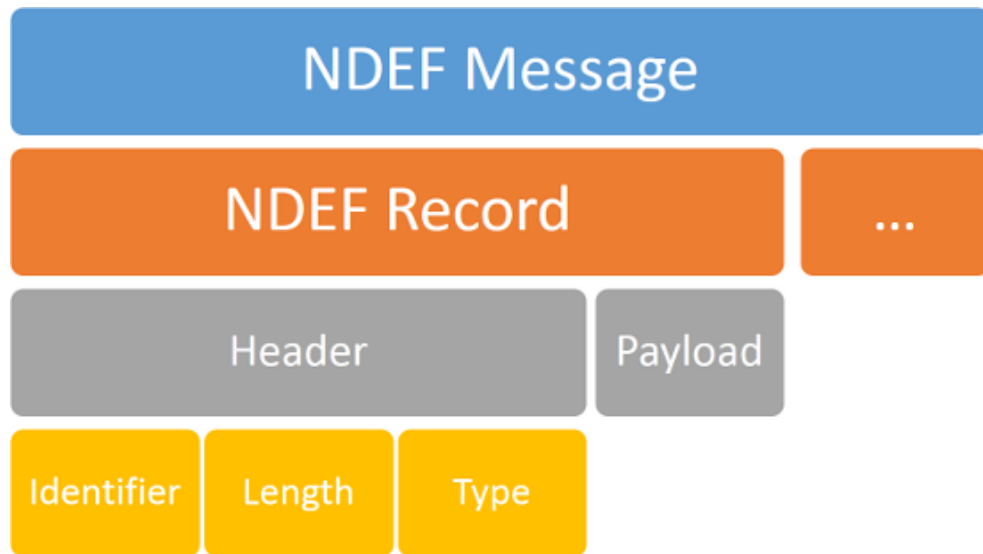 NDEF Message
NDEF Record
...
Header
Payload
Identifier
Length
Type